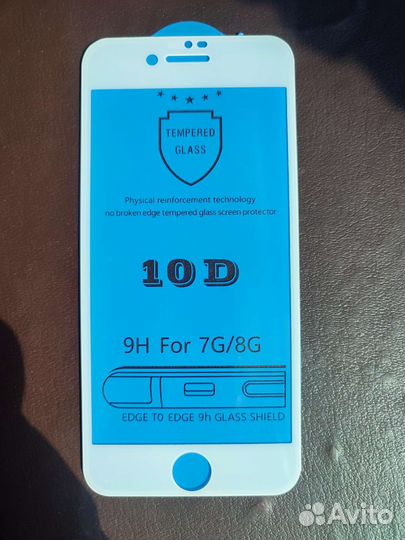 TEMPERED
GLASS
Physical reinforcement technology
no broken edge tempered glass screen protector
10D
9H For 7G/8G
EDGE TO EDGE 9h GLASS SHIELD
Avito